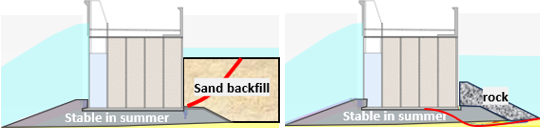 Sand backfill
Stable in summer
rock
Stable in summer